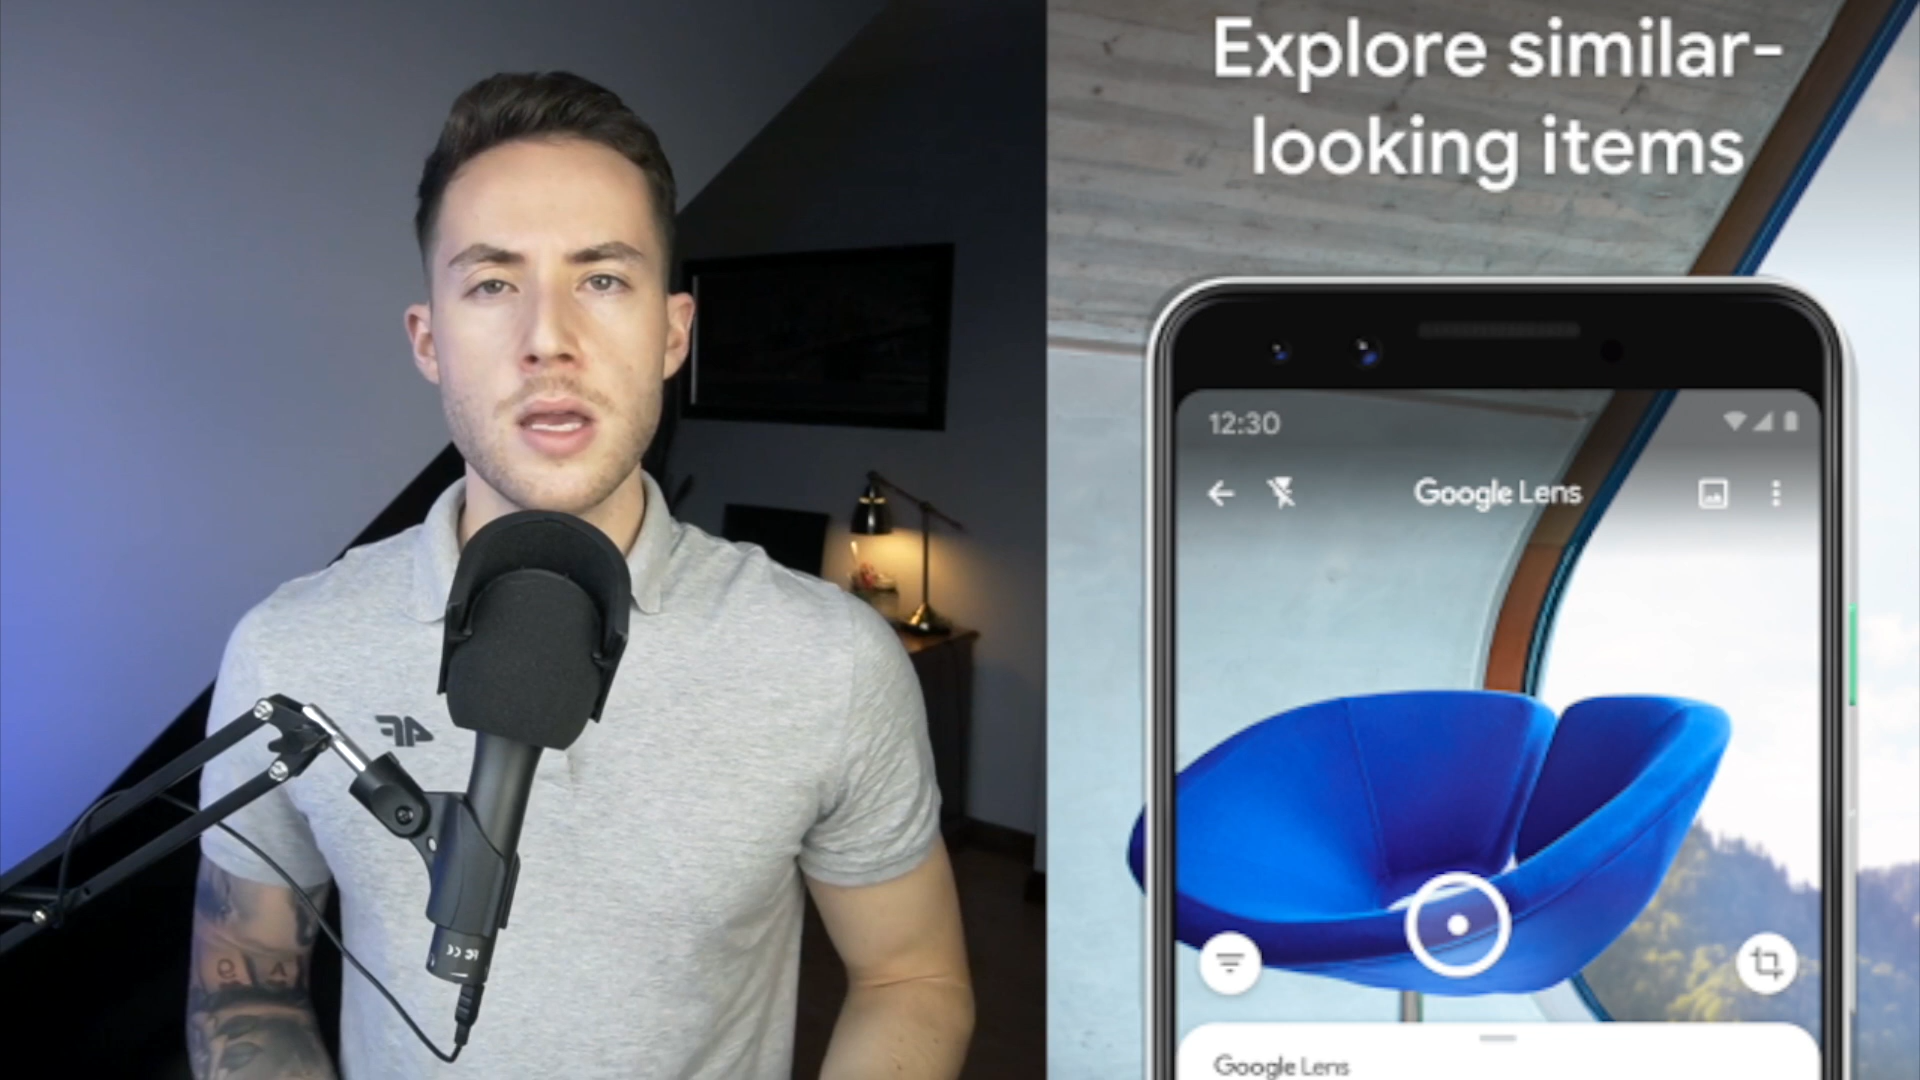 Explore similar-
looking items
12:30
Google Lens
Google Lens